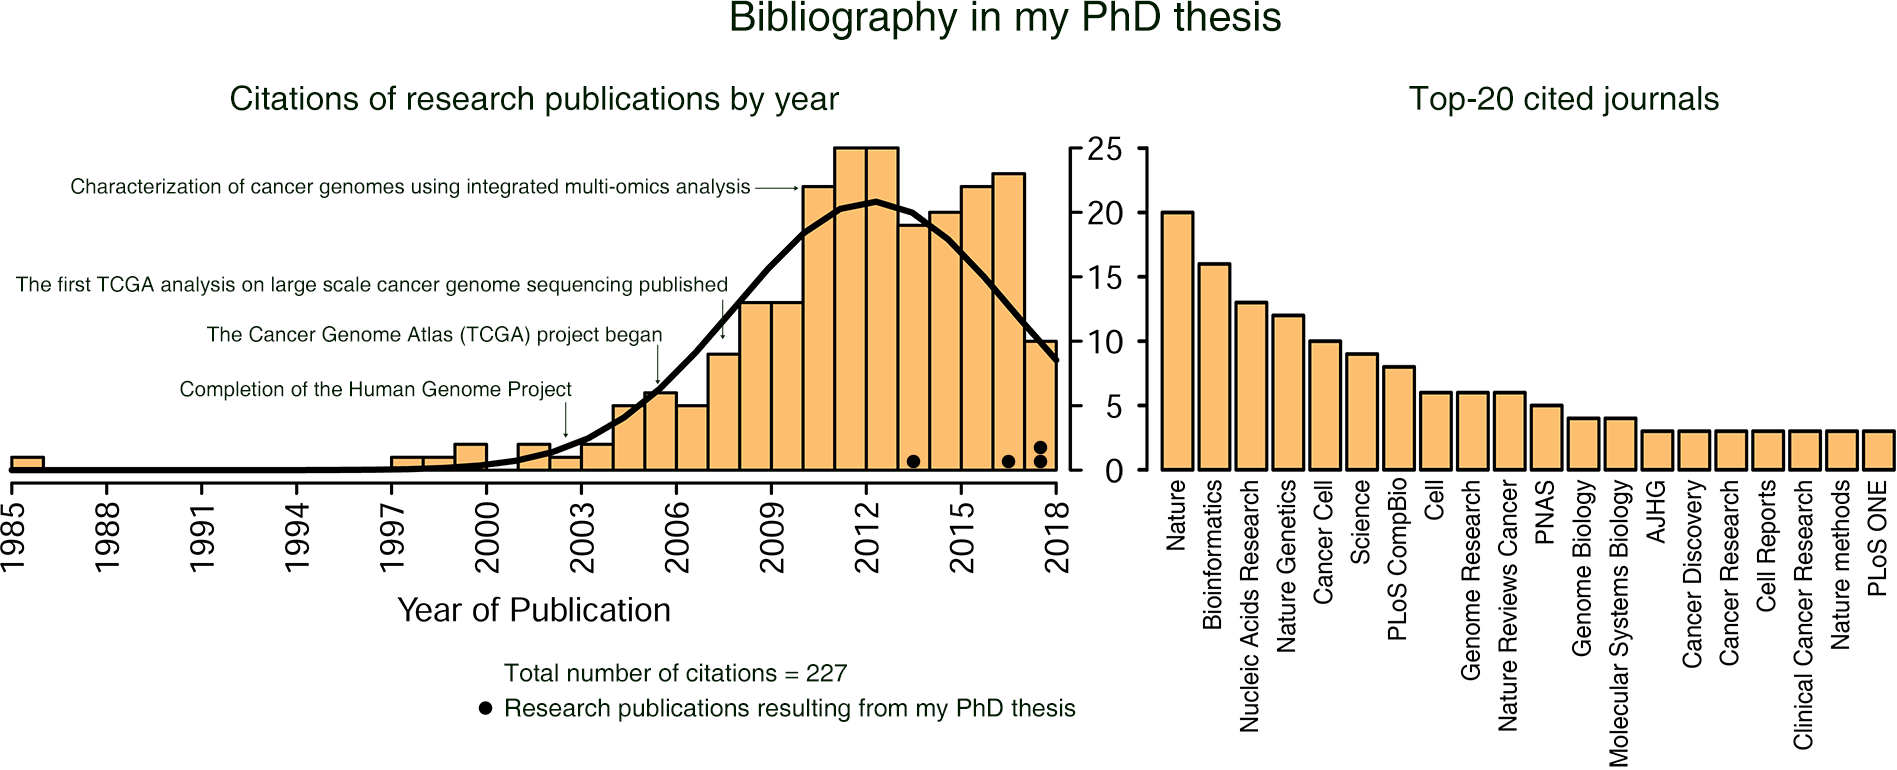 Bibliography in my PhD thesis
Citations of research publications by year
Top-20 cited journals
Characterization of cancer genomes using integrated multi-omics analysis
The first TCGA analysis on large scale cancer genome sequencing published
The Cancer Genome Atlas (TCGA) project began
Completion of the Human Genome Project
25
20
15
10
5
0
1985
1988
1991
1994
1997
2000
2003
2006
2009
2012
2015
2018
Year of Publication
Total number of citations = 227
Research publications resulting from my PhD thesis
Nature
Bioinformatics
Nucleic Acids Research
Nature Genetics
Cancer Cell
Science
PLoS CompBio
Cell
Genome Research
Nature Reviews Cancer
PNAS
Genome Biology
Molecular Systems Biology
AJHG
Cancer Discovery
Cancer Research
Cell Reports
Clinical Cancer Research
Nature methods
PLoS ONE